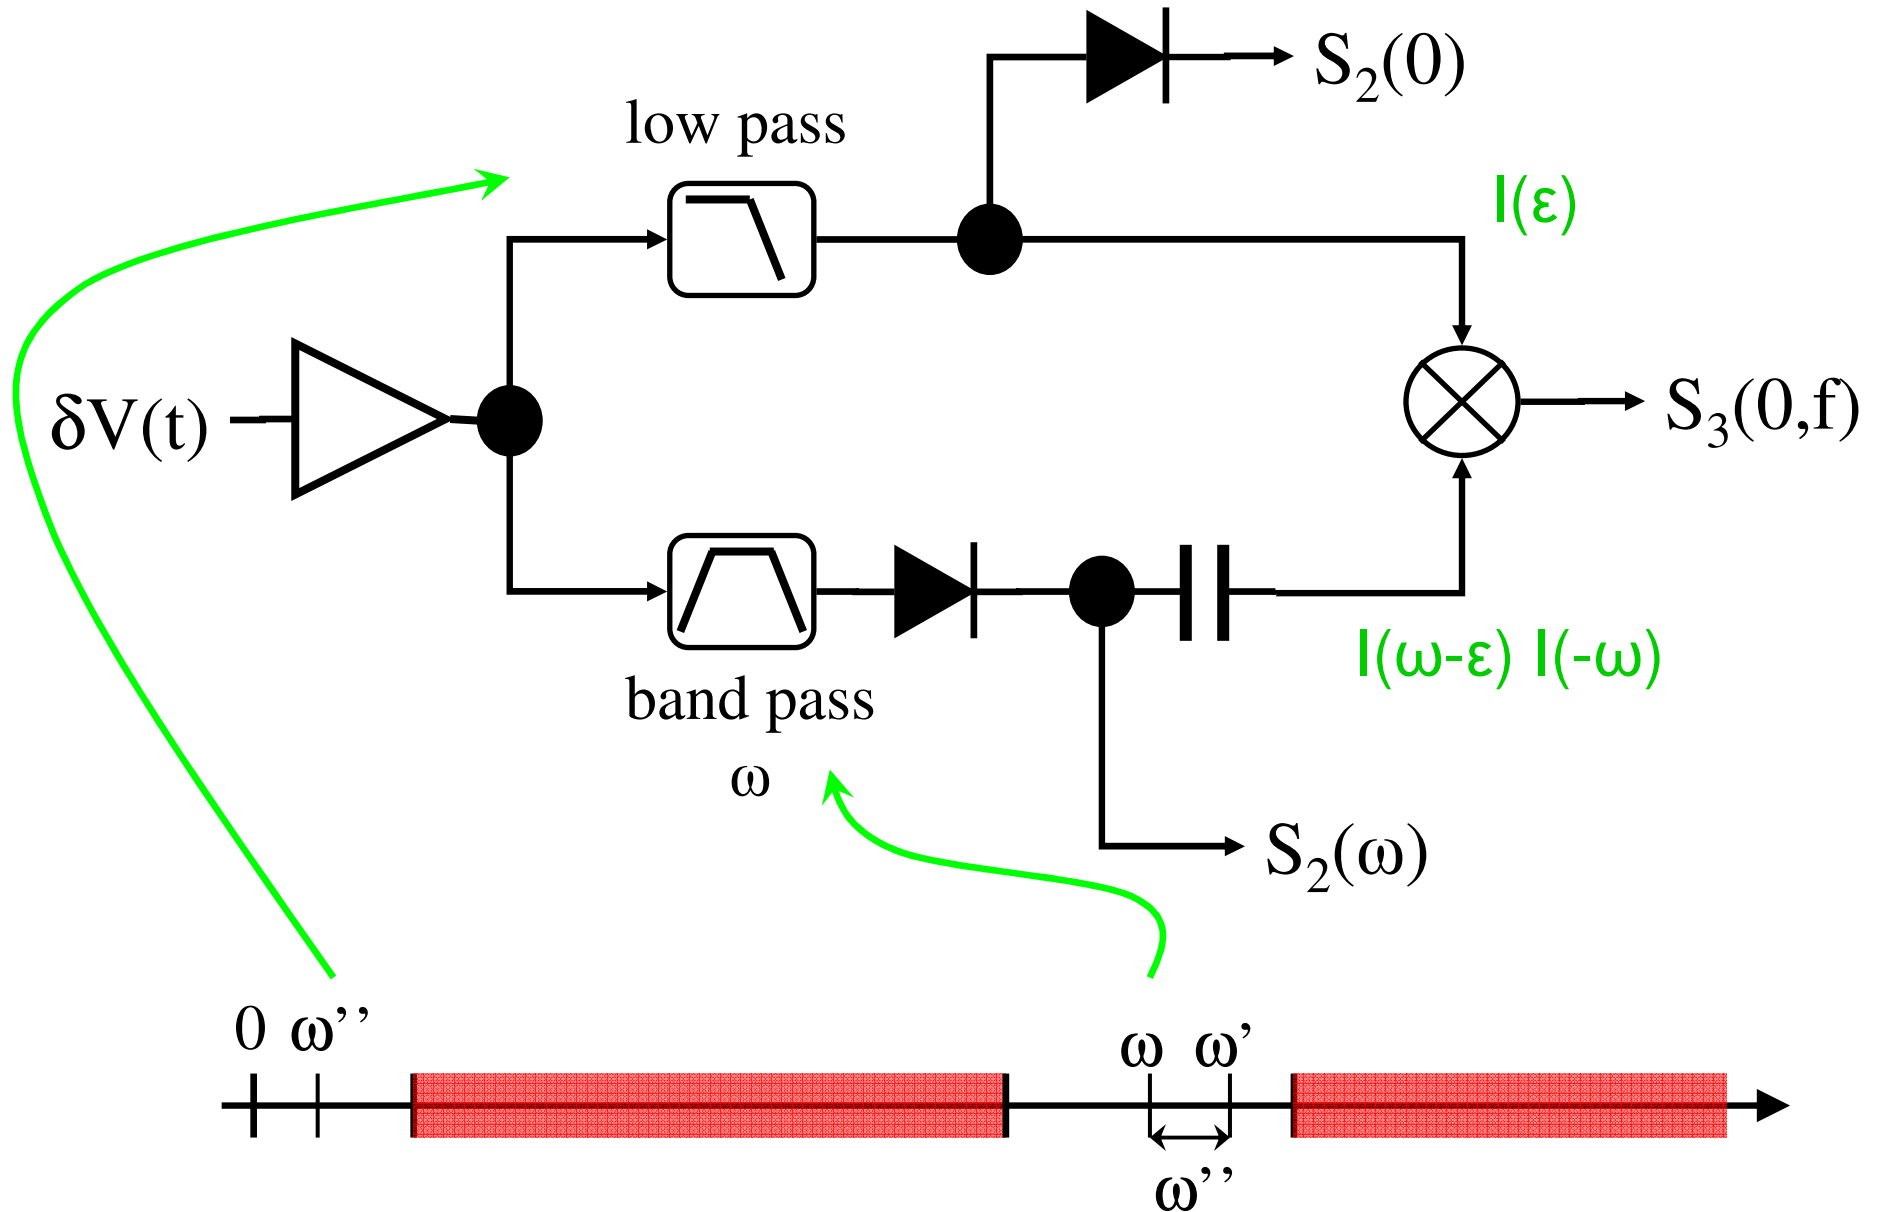 S₂(0)
low pass
I(ε)
δV(t)
S₃(0,f)
I(ω-ε) I(-ω)
band pass
ω
S₂(ω)
0 ω’’
ω ω’
ω’’